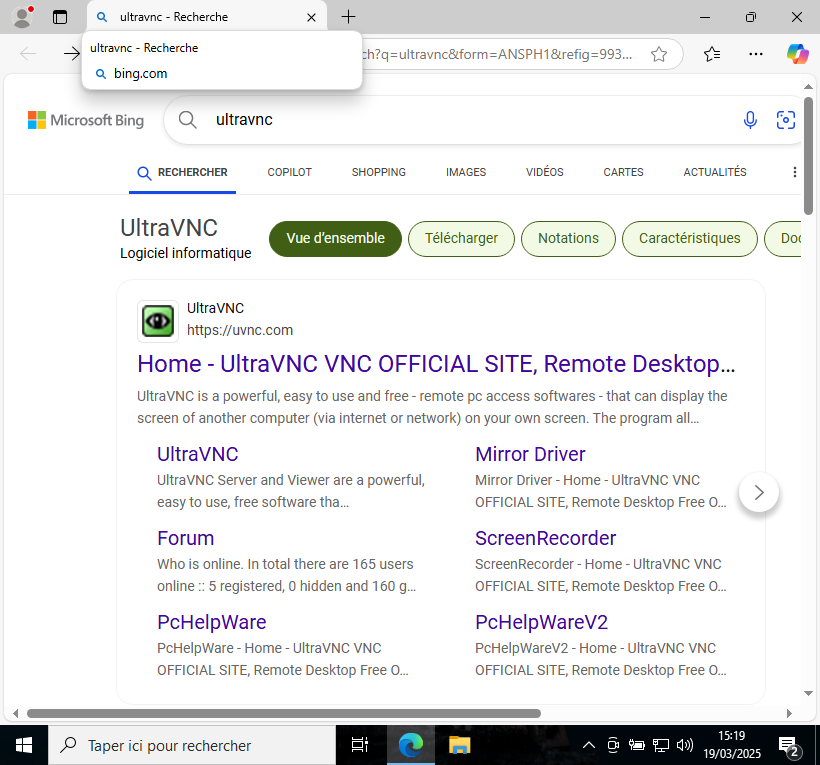 ultravnc - Recherche
ultravnc - Recherche
bing.com
ch?q=ultravnc&form=ANSPH1&refig=993...
Microsoft Bing
ultravnc
RECHERCHER
COPILOT
SHOPPING
IMAGES
VIDÉOS
CARTES
ACTUALITÉS
UltraVNC
Logiciel informatique
Vue d'ensemble
Télécharger
Notations
Caractéristiques
Doc
UltraVNC
https://uvnc.com
Home - UltraVNC VNC OFFICIAL SITE, Remote Desktop...
UltraVNC is a powerful, easy to use and free - remote pc access softwares - that can display the
screen of another computer (via internet or network) on your own screen. The program all...
UltraVNC
UltraVNC Server and Viewer are a powerful,
easy to use, free software tha...
Mirror Driver
Mirror Driver - Home - UltraVNC VNC
OFFICIAL SITE, Remote Desktop Free O...
Forum
Who is online. In total there are 165 users
online :: 5 registered, 0 hidden and 160 g...
ScreenRecorder
ScreenRecorder - Home - UltraVNC VNC
OFFICIAL SITE, Remote Desktop Free O...
PcHelpWare
PcHelpWare - Home - UltraVNC VNC
OFFICIAL SITE, Remote Desktop Free O...
PcHelpWareV2
PcHelpWareV2 - Home - UltraVNC VNC
OFFICIAL SITE, Remote Desktop Free O...
Taper ici pour rechercher
15:19
19/03/2025
2